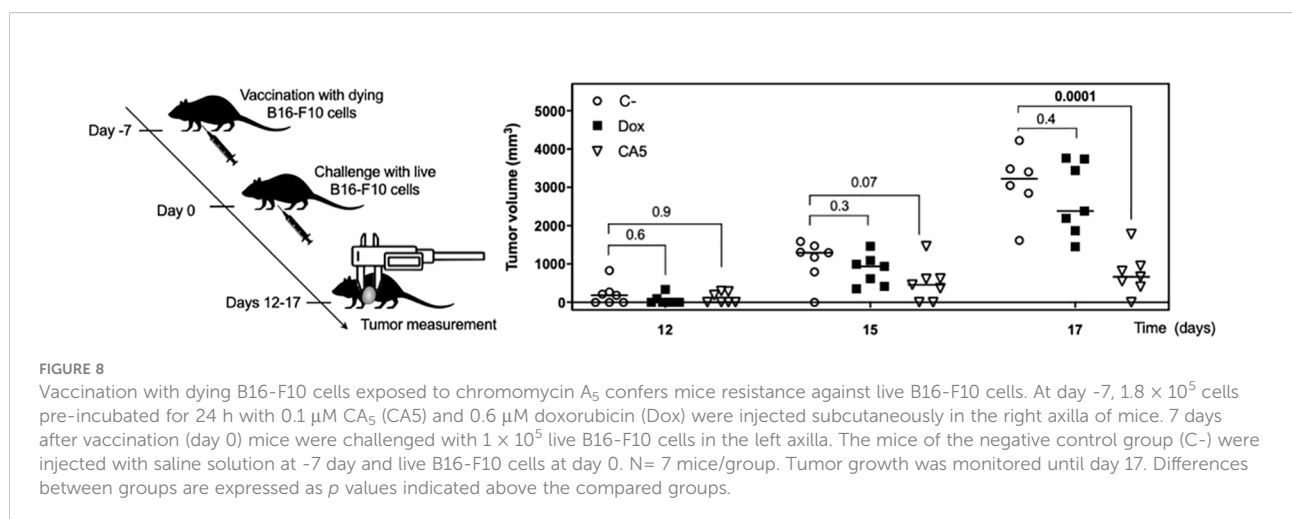 Vaccination with dying
B16-F10 cells
Day -7
Challenge with live
B16-F10 cells
Day 0
Days 12-17
Tumor measurement
Tumor volume (mm³)
5000
4000
3000
2000
1000
0
C-
Dox
CA5
0.9
0.6
0.07
0.3
0.0001
0.4
12
15
17
Time (days)
FIGURE 8
Vaccination with dying B16-F10 cells exposed to chromomycin A₅ confers mice resistance against live B16-F10 cells. At day -7, 1.8 × 10⁵ cells
pre-incubated for 24 h with 0.1 μM CA₅ (CA5) and 0.6 μM doxorubicin (Dox) were injected subcutaneously in the right axilla of mice. 7 days
after vaccination (day 0) mice were challenged with 1 × 10⁵ live B16-F10 cells in the left axilla. The mice of the negative control group (C-) were
injected with saline solution at -7 day and live B16-F10 cells at day 0. N= 7 mice/group. Tumor growth was monitored until day 17. Differences
between groups are expressed as p values indicated above the compared groups.